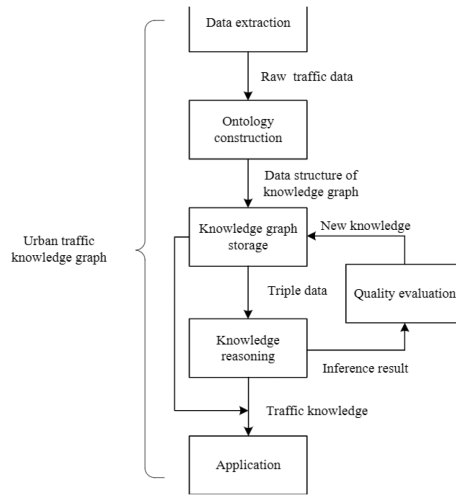 Data extraction
Raw traffic data
Ontology
construction
Data structure of
knowledge graph
New knowledge
Knowledge graph
storage
Urban traffic
knowledge graph
Triple data
Quality evaluation
Knowledge
reasoning
Inference result
Traffic knowledge
Application